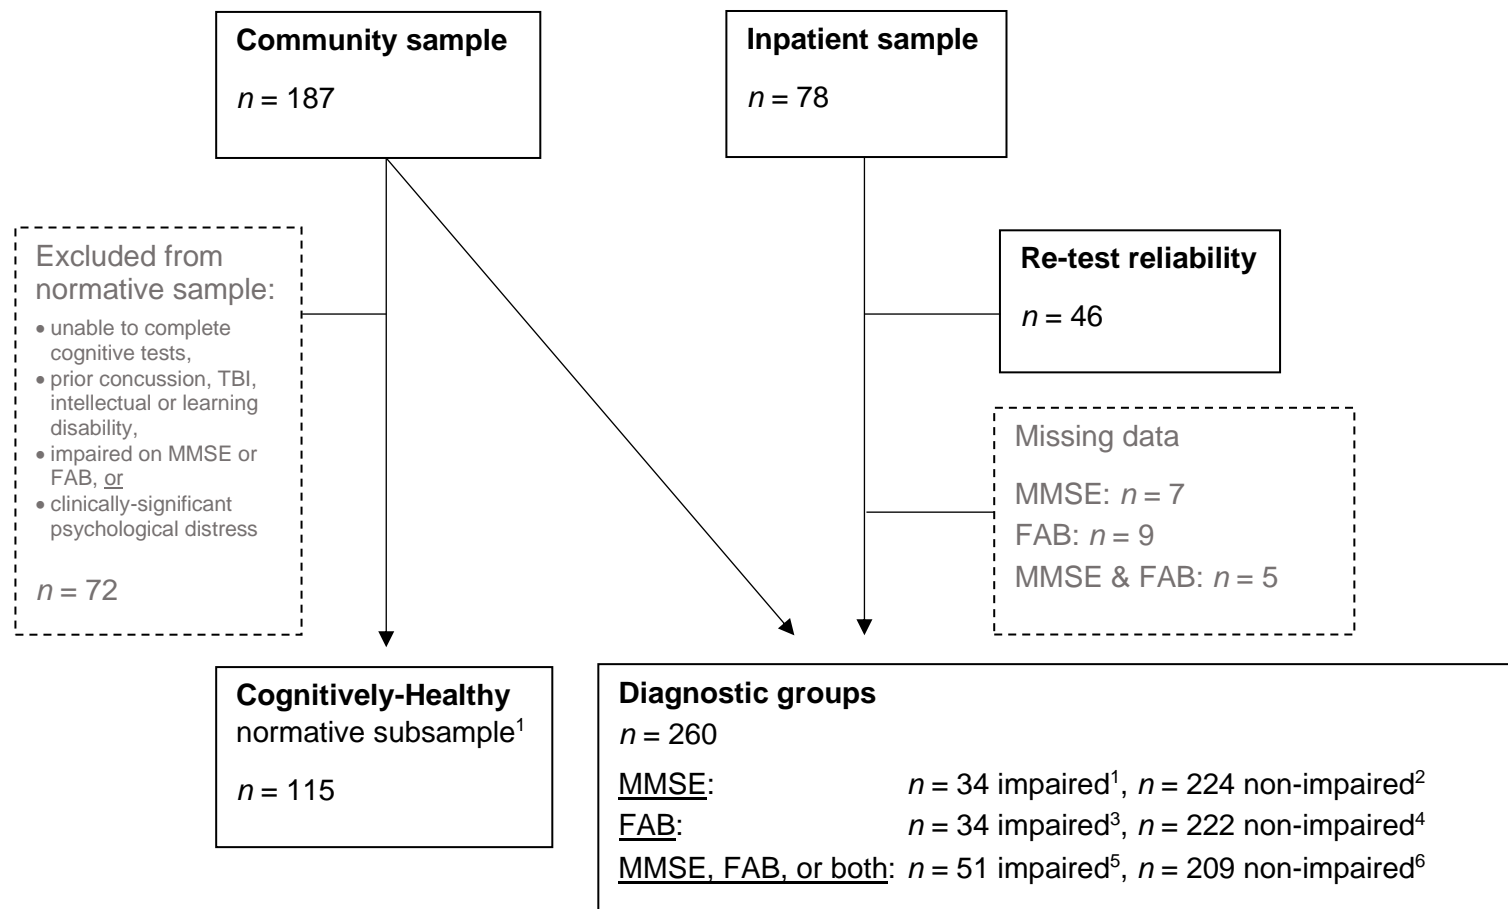 Community sample
n = 187
Inpatient sample
n = 78
Excluded from
normative sample:
• unable to complete
cognitive tests,
• prior concussion, TBI,
intellectual or learning
disability,
• impaired on MMSE or
FAB, or
• clinically-significant
psychological distress
n = 72
Re-test reliability
n = 46
Missing data
MMSE: n = 7
FAB: n = 9
MMSE & FAB: n = 5
Cognitively-Healthy
normative subsample¹
n = 115
Diagnostic groups
n = 260
MMSE: n = 34 impaired¹, n = 224 non-impaired²
FAB: n = 34 impaired³, n = 222 non-impaired⁴
MMSE, FAB, or both: n = 51 impaired⁵, n = 209 non-impaired⁶